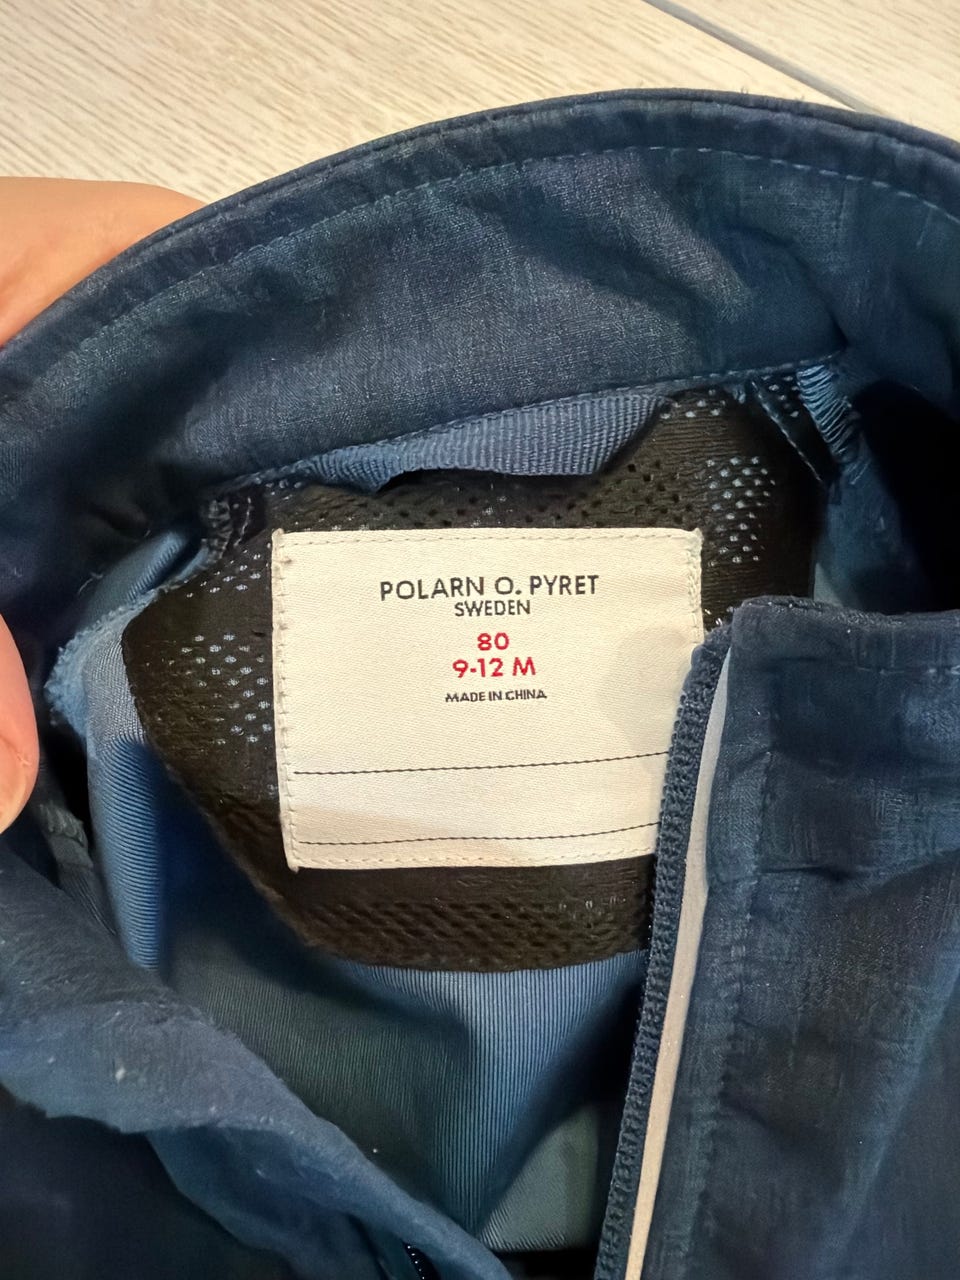 POLARN O. PYRET
SWEDEN
80
9-12 M
MADE IN CHINA